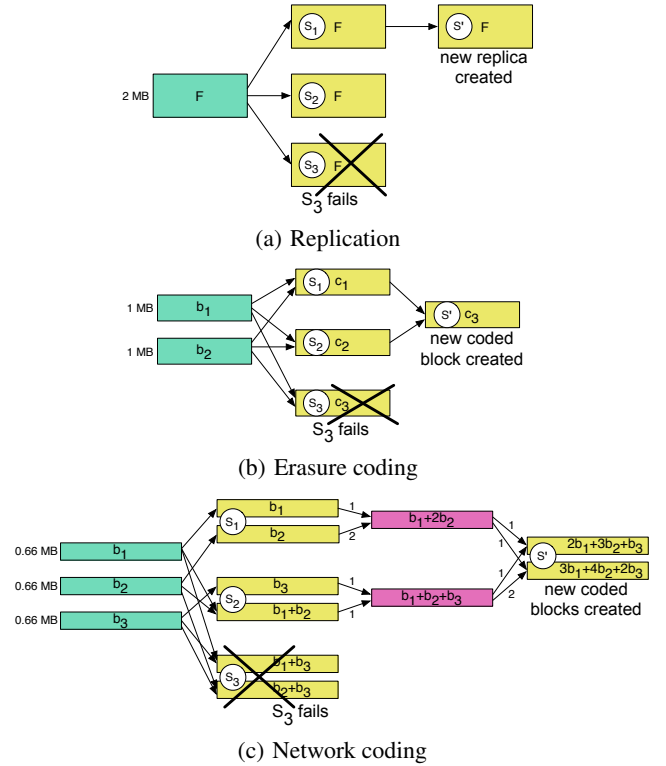 S1 F
S' F
new replica
created
2 MB F
S2 F
S3 F
S3 fails
(a) Replication
S1 c1
1 MB b1
S' c3
new coded
block created
1 MB b2
S2 c2
S3 c3
S3 fails
(b) Erasure coding
b1
S1
b2
1
2
b1+2b2
0.66 MB b1
0.66 MB b2
0.66 MB b3
b3
S2
b1+b2
1
1
b1+b2+b3
1
1
1
2
S'
2b1+3b2+b3
3b1+4b2+2b3
new coded
blocks created
b1+b3
S3
b2+b3
S3 fails
(c) Network coding